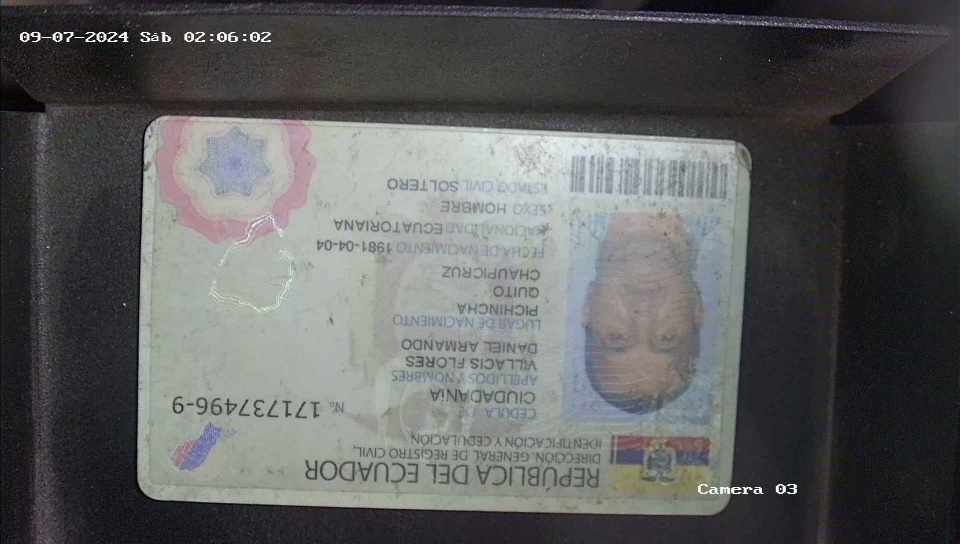 09-07-2024 Sáb 02:06:02
REPÚBLICA DEL ECUADOR
DIRECCIÓN GENERAL DE REGISTRO CIVIL,
IDENTIFICACIÓN Y CEDULACIÓN
CÉDULA DE
CIUDADANÍA
No 171737496-9
APELLIDOS Y NOMBRES
VILLACIS FLORES
DANIEL ARMANDO
LUGAR DE NACIMIENTO
PICHINCHA
QUITO
CHAUPICRUZ
FECHA DE NACIMIENTO 1981-04-04
NACIONALIDAD ECUATORIANA
SEXO HOMBRE
ESTADO CIVIL SOLTERO
Camera 03